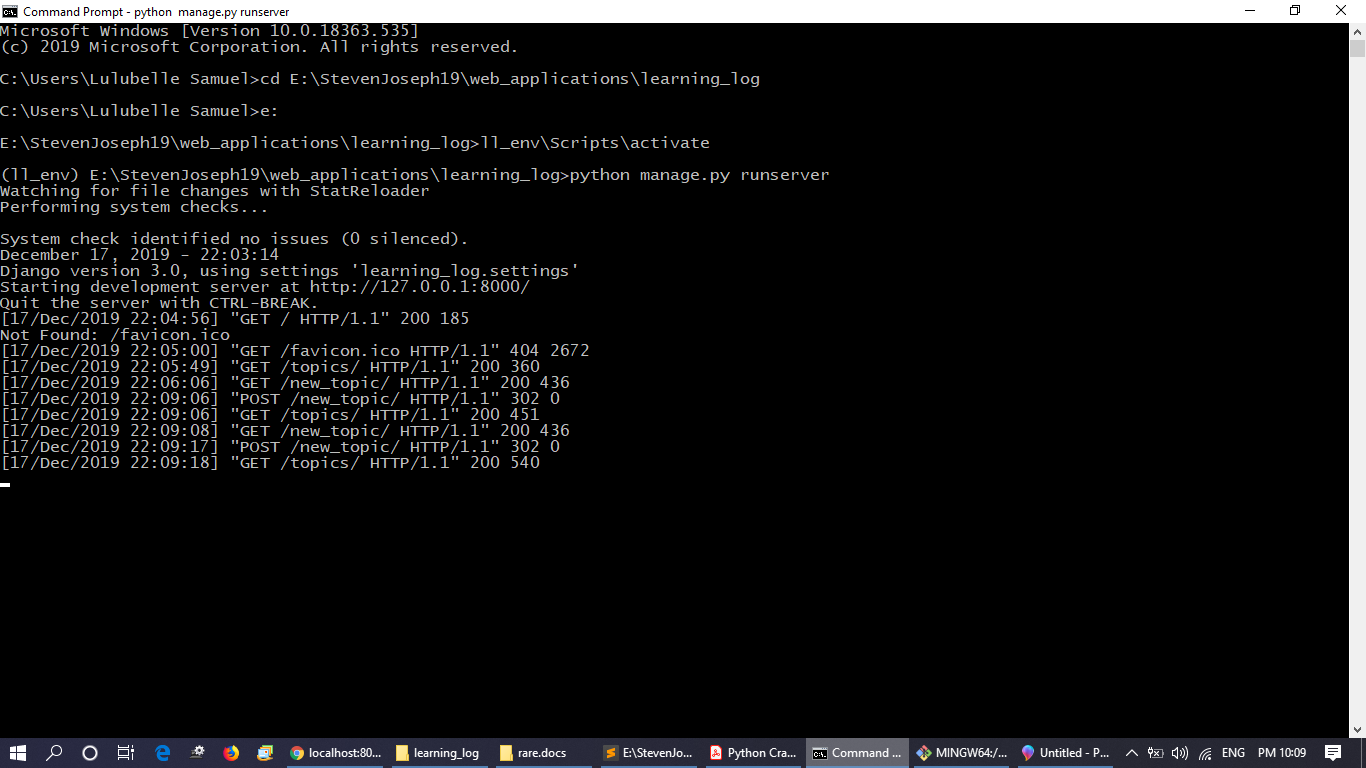 Command Prompt - python  manage.py runserver
Microsoft Windows [Version 10.0.18363.535]
(c) 2019 Microsoft Corporation. All rights reserved.
C:\Users\Lulubelle Samuel>cd E:\StevenJoseph19\web_applications\learning_log
C:\Users\Lulubelle Samuel>e:
E:\StevenJoseph19\web_applications\learning_log>ll_env\Scripts\activate
(ll_env) E:\StevenJoseph19\web_applications\learning_log>python manage.py runserver
Watching for file changes with StatReloader
Performing system checks...
System check identified no issues (0 silenced).
December 17, 2019 - 22:03:14
Django version 3.0, using settings 'learning_log.settings'
Starting development server at http://127.0.0.1:8000/
Quit the server with CTRL-BREAK.
[17/Dec/2019 22:04:56] "GET / HTTP/1.1" 200 185
Not Found: /favicon.ico
[17/Dec/2019 22:05:00] "GET /favicon.ico HTTP/1.1" 404 2672
[17/Dec/2019 22:05:49] "GET /topics/ HTTP/1.1" 200 360
[17/Dec/2019 22:06:06] "GET /new_topic/ HTTP/1.1" 200 436
[17/Dec/2019 22:09:06] "POST /new_topic/ HTTP/1.1" 302 0
[17/Dec/2019 22:09:06] "GET /topics/ HTTP/1.1" 200 451
[17/Dec/2019 22:09:08] "GET /new_topic/ HTTP/1.1" 200 436
[17/Dec/2019 22:09:17] "POST /new_topic/ HTTP/1.1" 302 0
[17/Dec/2019 22:09:18] "GET /topics/ HTTP/1.1" 200 540
localhost:80... learning_log rare.docs E:\StevenJo... Python Cra... Command ... MINGW64:/... Untitled - P... ENG PM 10:09